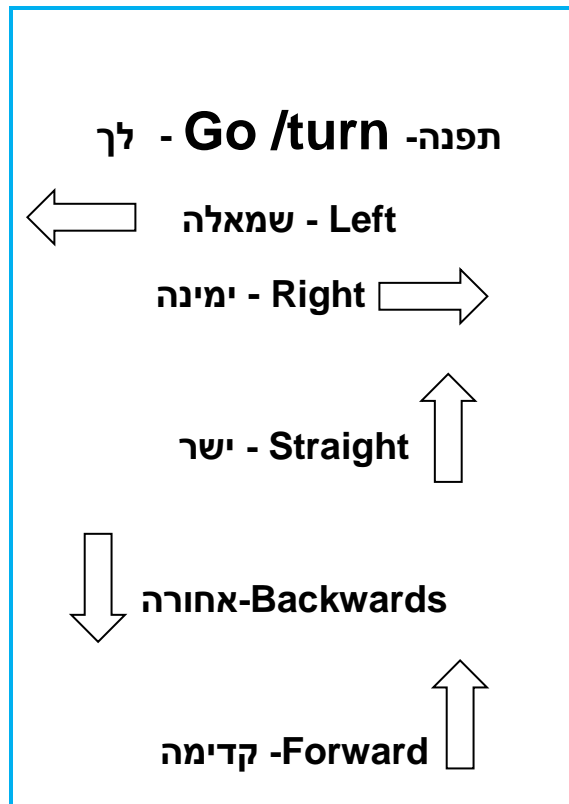 תפנה- Go /turn - לך
שמאלה - Left
ימינה - Right
ישר - Straight
אחורה-Backwards
קדימה -Forward